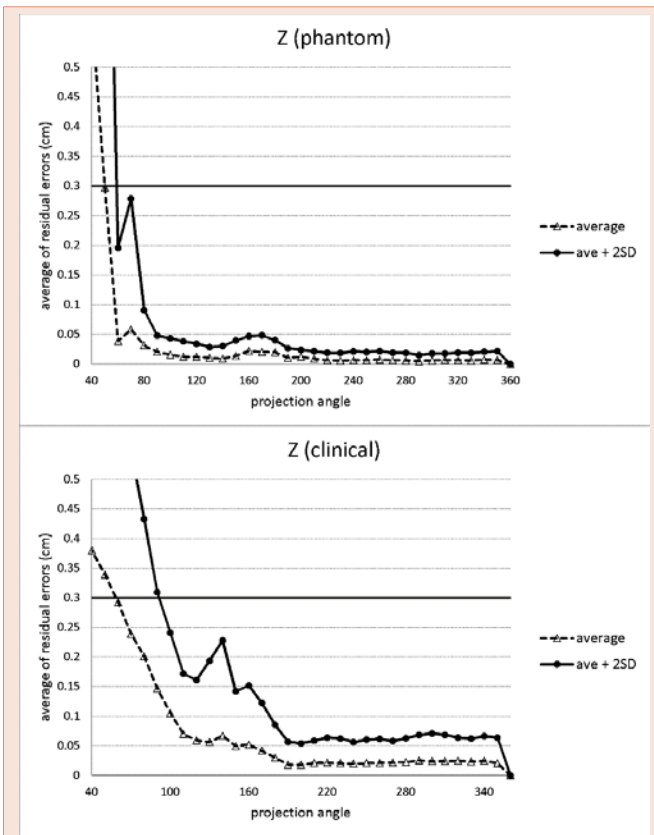 Z (phantom)
0.5
0.45
0.4
0.35
0.3
0.25
0.2
0.15
0.1
0.05
0
average of residual errors (cm)
40 80 120 160 200 240 280 320 360
projection angle
average
ave + 2SD
Z (clinical)
0.5
0.45
0.4
0.35
0.3
0.25
0.2
0.15
0.1
0.05
0
average of residual errors (cm)
40 100 160 220 280 340
projection angle
average
ave + 2SD